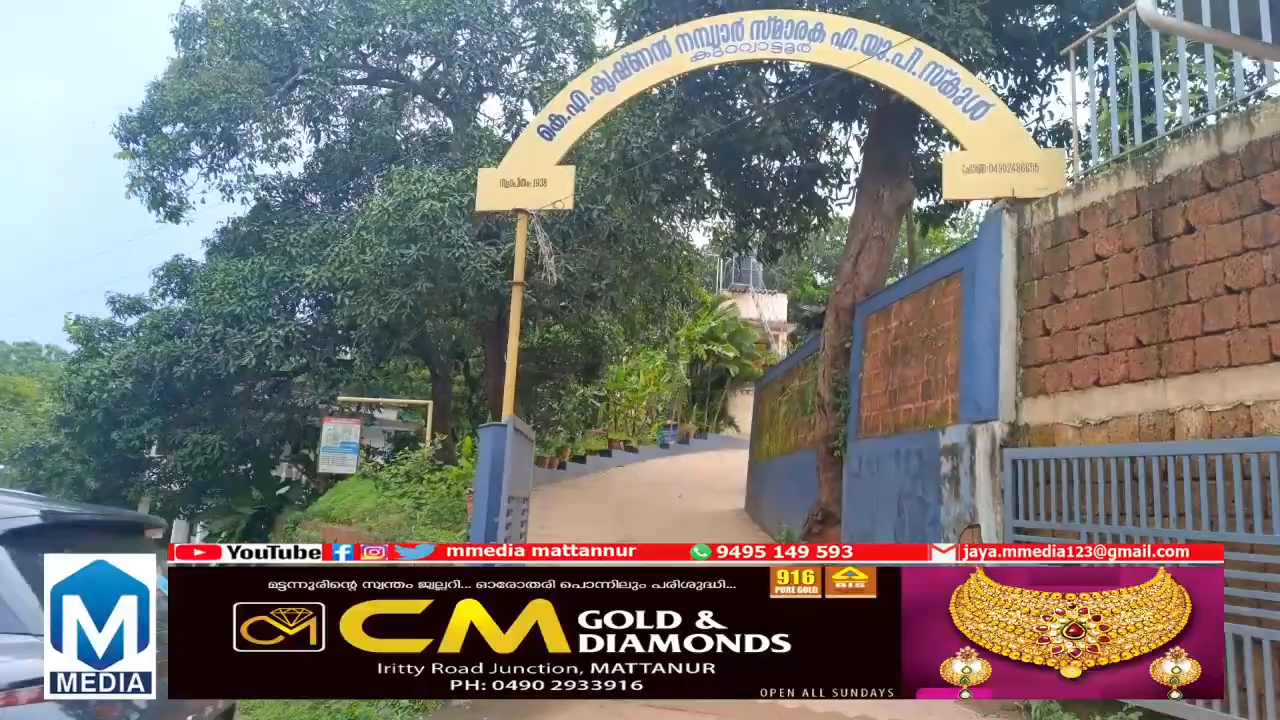 കെ.എ.കൃഷ്ണൻ നമ്പ്യാർ സ്മാരക എ.യു.പി.സ്കൂൾ
സ്ഥാപിതം:1938
ഫോൺ:04902480655
YouTube mmedia mattannur 9495 149 593 jaya.mmedia123@gmail.com
M
MEDIA
മട്ടന്നൂരിന്റെ സ്വന്തം ജ്വല്ലറി... ഓരോതരി പൊന്നിലും പരിശുദ്ധി...
916
PURE GOLD
BIS
CM
GOLD &
DIAMONDS
Iritty Road Junction, MATTANUR
PH: 0490 2933916
OPEN ALL SUNDAYS